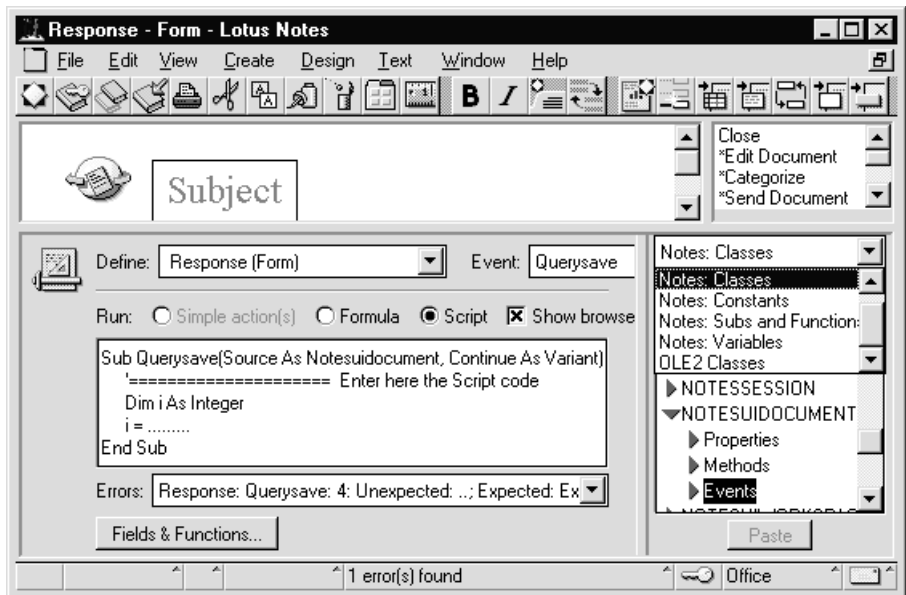 Response - Form - Lotus Notes
File Edit View Create Design Text Window Help
B I
Subject
Close
*Edit Document
*Categorize
*Send Document
Define: Response (Form) Event: Querysave
Run: Simple action(s) Formula Script Show browse
Sub Querysave(Source As Notesuidocument, Continue As Variant)
'====================== Enter here the Script code
Dim i As Integer
i = .........
End Sub
Errors: Response: Querysave: 4: Unexpected: ..; Expected: Ex
Fields & Functions...
Notes: Classes
Notes: Classes
Notes: Constants
Notes: Subs and Function:
Notes: Variables
OLE2 Classes
NOTESSESSION
NOTESUIDOCUMENT
Properties
Methods
Events
Paste
1 error(s) found Office